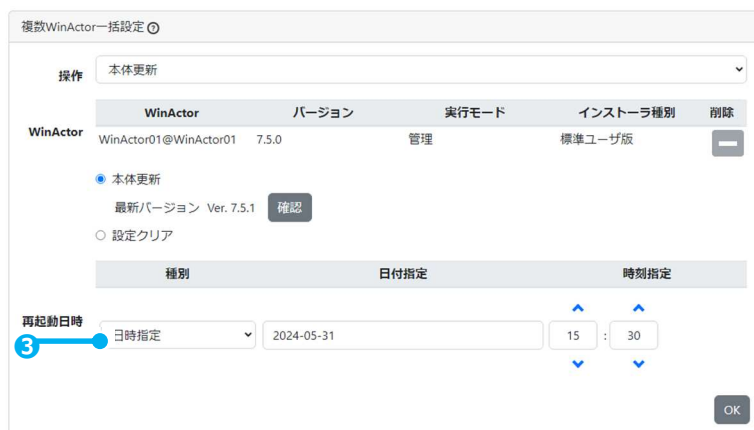 複数WinActor一括設定 ?
操作 本体更新
WinActor バージョン 実行モード インストーラ種別 削除
WinActor WinActor01@WinActor01 7.5.0 管理 標準ユーザ版
本体更新
最新バージョン Ver. 7.5.1 確認
設定クリア
種別 日付指定 時刻指定
再起動日時 日時指定 2024-05-31 15 : 30
3
OK